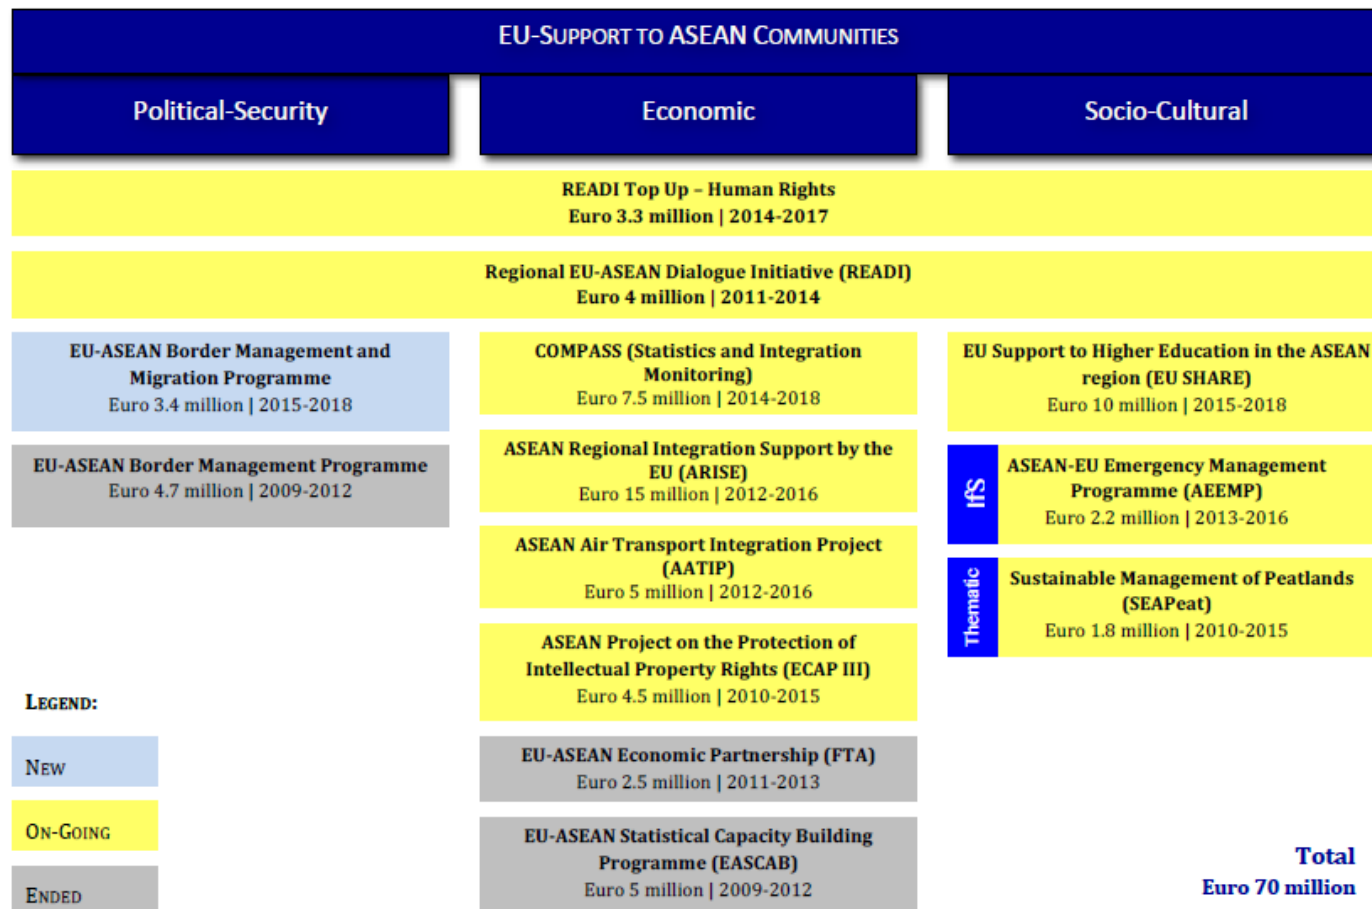 EU-SUPPORT TO ASEAN COMMUNITIES
Political-Security
Economic
Socio-Cultural
READI Top Up – Human Rights
Euro 3.3 million | 2014-2017
Regional EU-ASEAN Dialogue Initiative (READI)
Euro 4 million | 2011-2014
EU-ASEAN Border Management and
Migration Programme
Euro 3.4 million | 2015-2018
EU-ASEAN Border Management Programme
Euro 4.7 million | 2009-2012
COMPASS (Statistics and Integration
Monitoring)
Euro 7.5 million | 2014-2018
ASEAN Regional Integration Support by the
EU (ARISE)
Euro 15 million | 2012-2016
ASEAN Air Transport Integration Project
(AATIP)
Euro 5 million | 2012-2016
ASEAN Project on the Protection of
Intellectual Property Rights (ECAP III)
Euro 4.5 million | 2010-2015
EU-ASEAN Economic Partnership (FTA)
Euro 2.5 million | 2011-2013
EU-ASEAN Statistical Capacity Building
Programme (EASCAB)
Euro 5 million | 2009-2012
EU Support to Higher Education in the ASEAN
region (EU SHARE)
Euro 10 million | 2015-2018
IfS
ASEAN-EU Emergency Management
Programme (AEEMP)
Euro 2.2 million | 2013-2016
Thematic
Sustainable Management of Peatlands
(SEAPeat)
Euro 1.8 million | 2010-2015
LEGEND:
NEW
ON-GOING
ENDED
Total
Euro 70 million